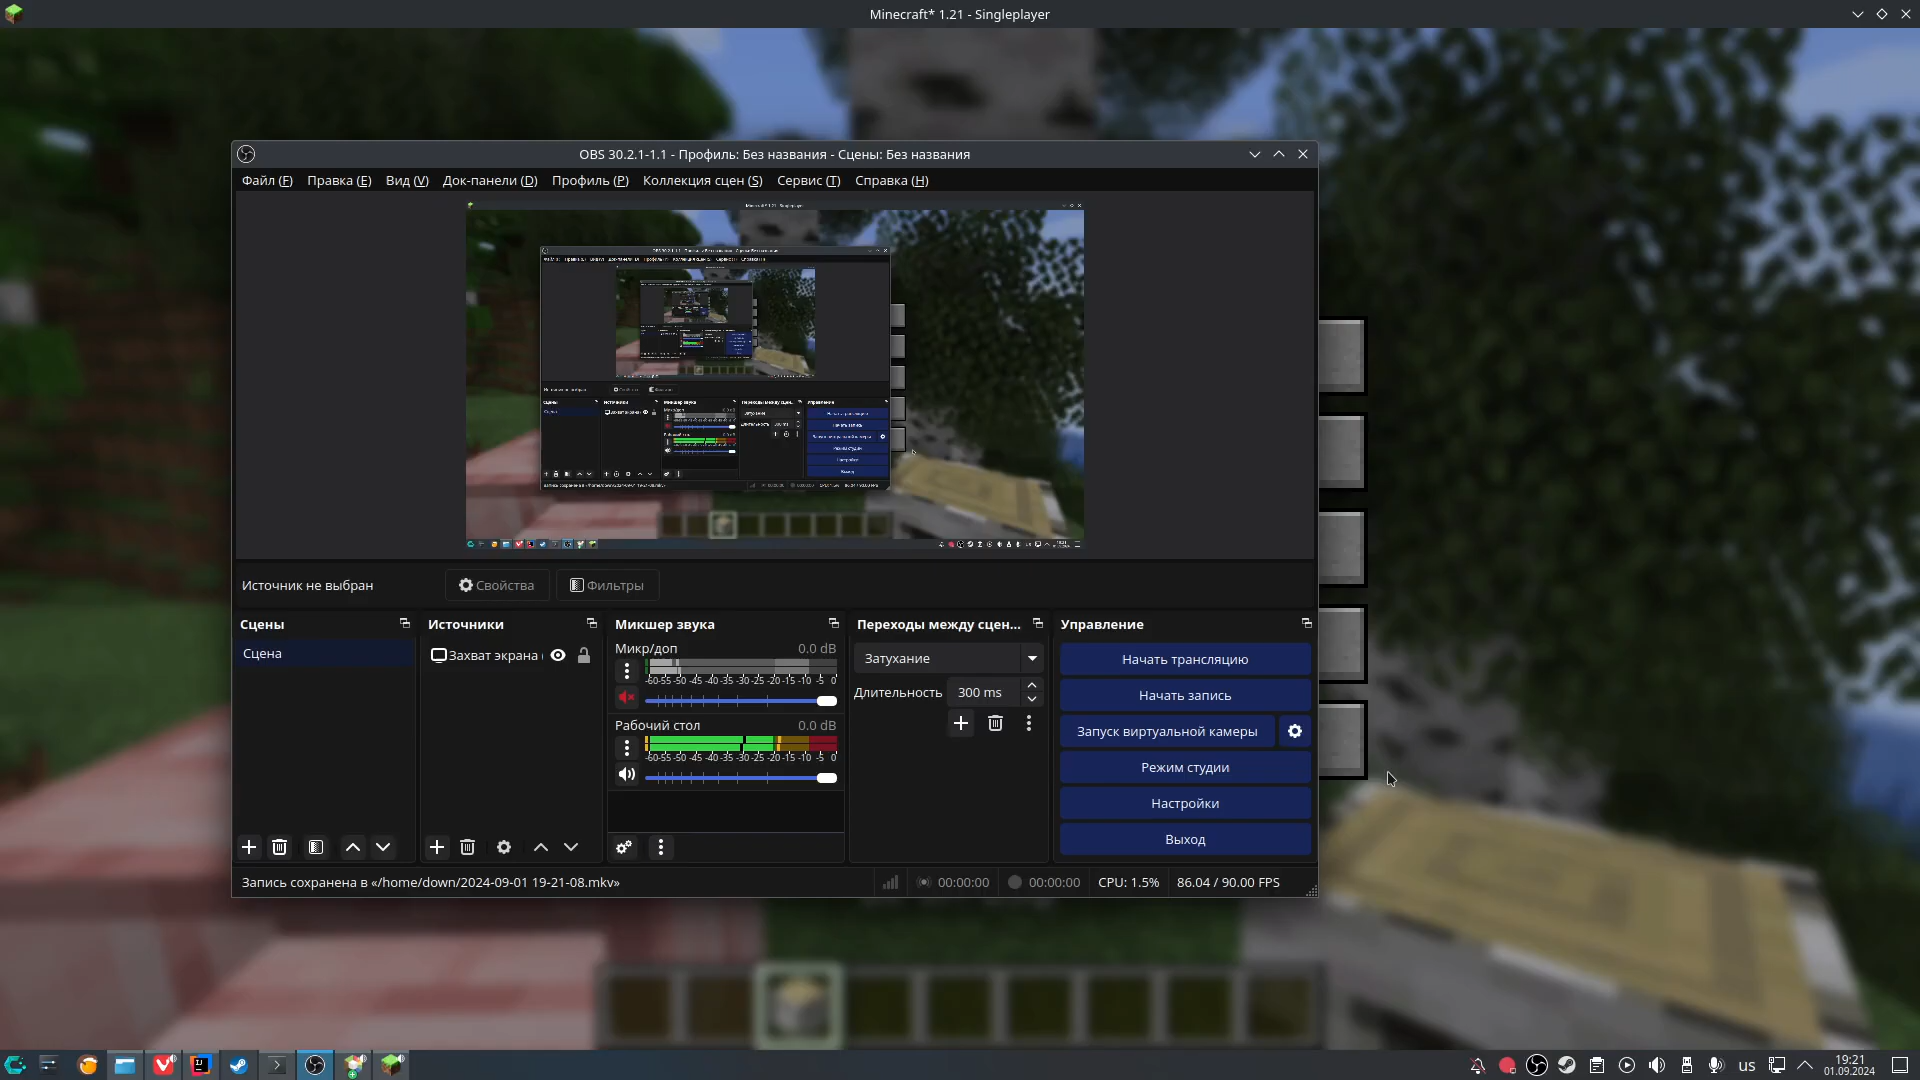 Minecraft* 1.21 - Singleplayer
OBS 30.2.1-1.1 - Профиль: Без названия - Сцены: Без названия
Файл (F) Правка (E) Вид (V) Док-панели (D) Профиль (P) Коллекция сцен (S) Сервис (T) Справка (H)
Источник не выбран Свойства Фильтры
Сцены
Сцена
Источники
Захват экрана (
Микшер звука
Микр/доп 0.0 dB
-60 -55 -50 -45 -40 -35 -30 -25 -20 -15 -10 -5 0
Рабочий стол 0.0 dB
-60 -55 -50 -45 -40 -35 -30 -25 -20 -15 -10 -5 0
Переходы между сцен...
Затухание
Длительность 300 ms
Управление
Начать трансляцию
Начать запись
Запуск виртуальной камеры
Режим студии
Настройки
Выход
Запись сохранена в «/home/down/2024-09-01 19-21-08.mkv» 00:00:00 00:00:00 CPU: 1.5% 86.04 / 90.00 FPS
us
19:21
01.09.2024